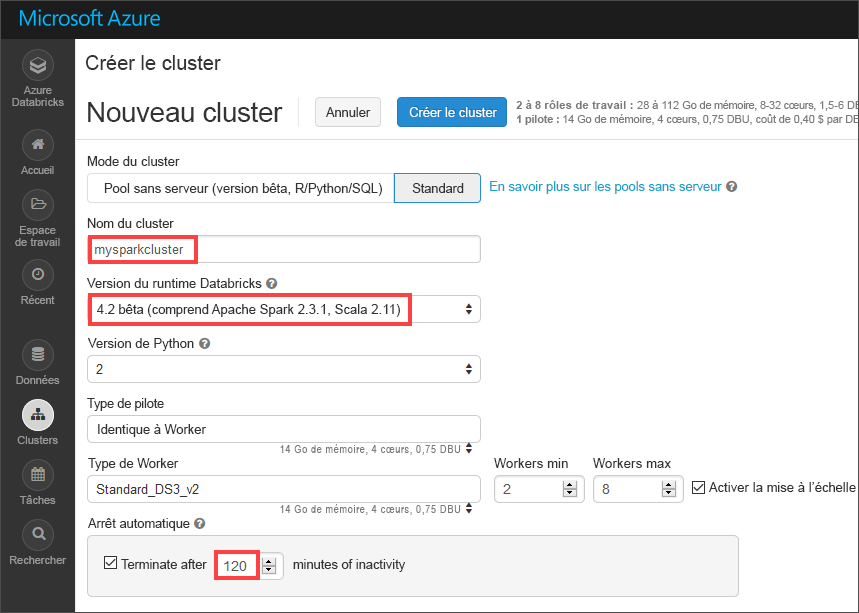 Microsoft Azure
Azure
Databricks
Accueil
Espace
de travail
Récent
Données
Clusters
Tâches
Rechercher
Créer le cluster
Nouveau cluster
Annuler
Créer le cluster
2 à 8 rôles de travail : 28 à 112 Go de mémoire, 8-32 cœurs, 1,5-6 DB
1 pilote : 14 Go de mémoire, 4 cœurs, 0,75 DBU, coût de 0,40 $ par DB
Mode du cluster
Pool sans serveur (version bêta, R/Python/SQL)
Standard
En savoir plus sur les pools sans serveur ?
Nom du cluster
mysparkcluster
Version du runtime Databricks ?
4.2 bêta (comprend Apache Spark 2.3.1, Scala 2.11)
Version de Python ?
2
Type de pilote
Identique à Worker
14 Go de mémoire, 4 cœurs, 0,75 DBU
Type de Worker
Workers min
Workers max
Standard_DS3_v2
2
8
Activer la mise à l’échelle
14 Go de mémoire, 4 cœurs, 0,75 DBU
Arrêt automatique ?
Terminate after 120 minutes of inactivity